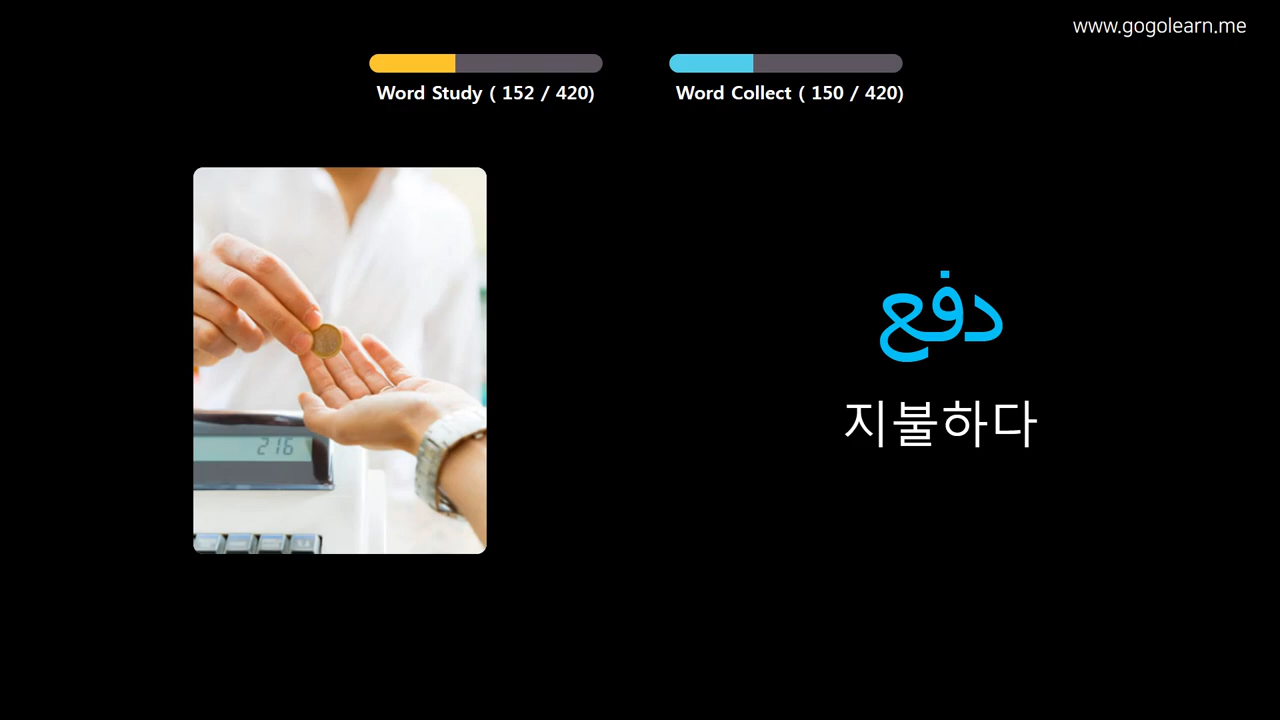 www.gogolearn.me
Word Study ( 152 / 420)
Word Collect ( 150 / 420)
216
دفع
지불하다